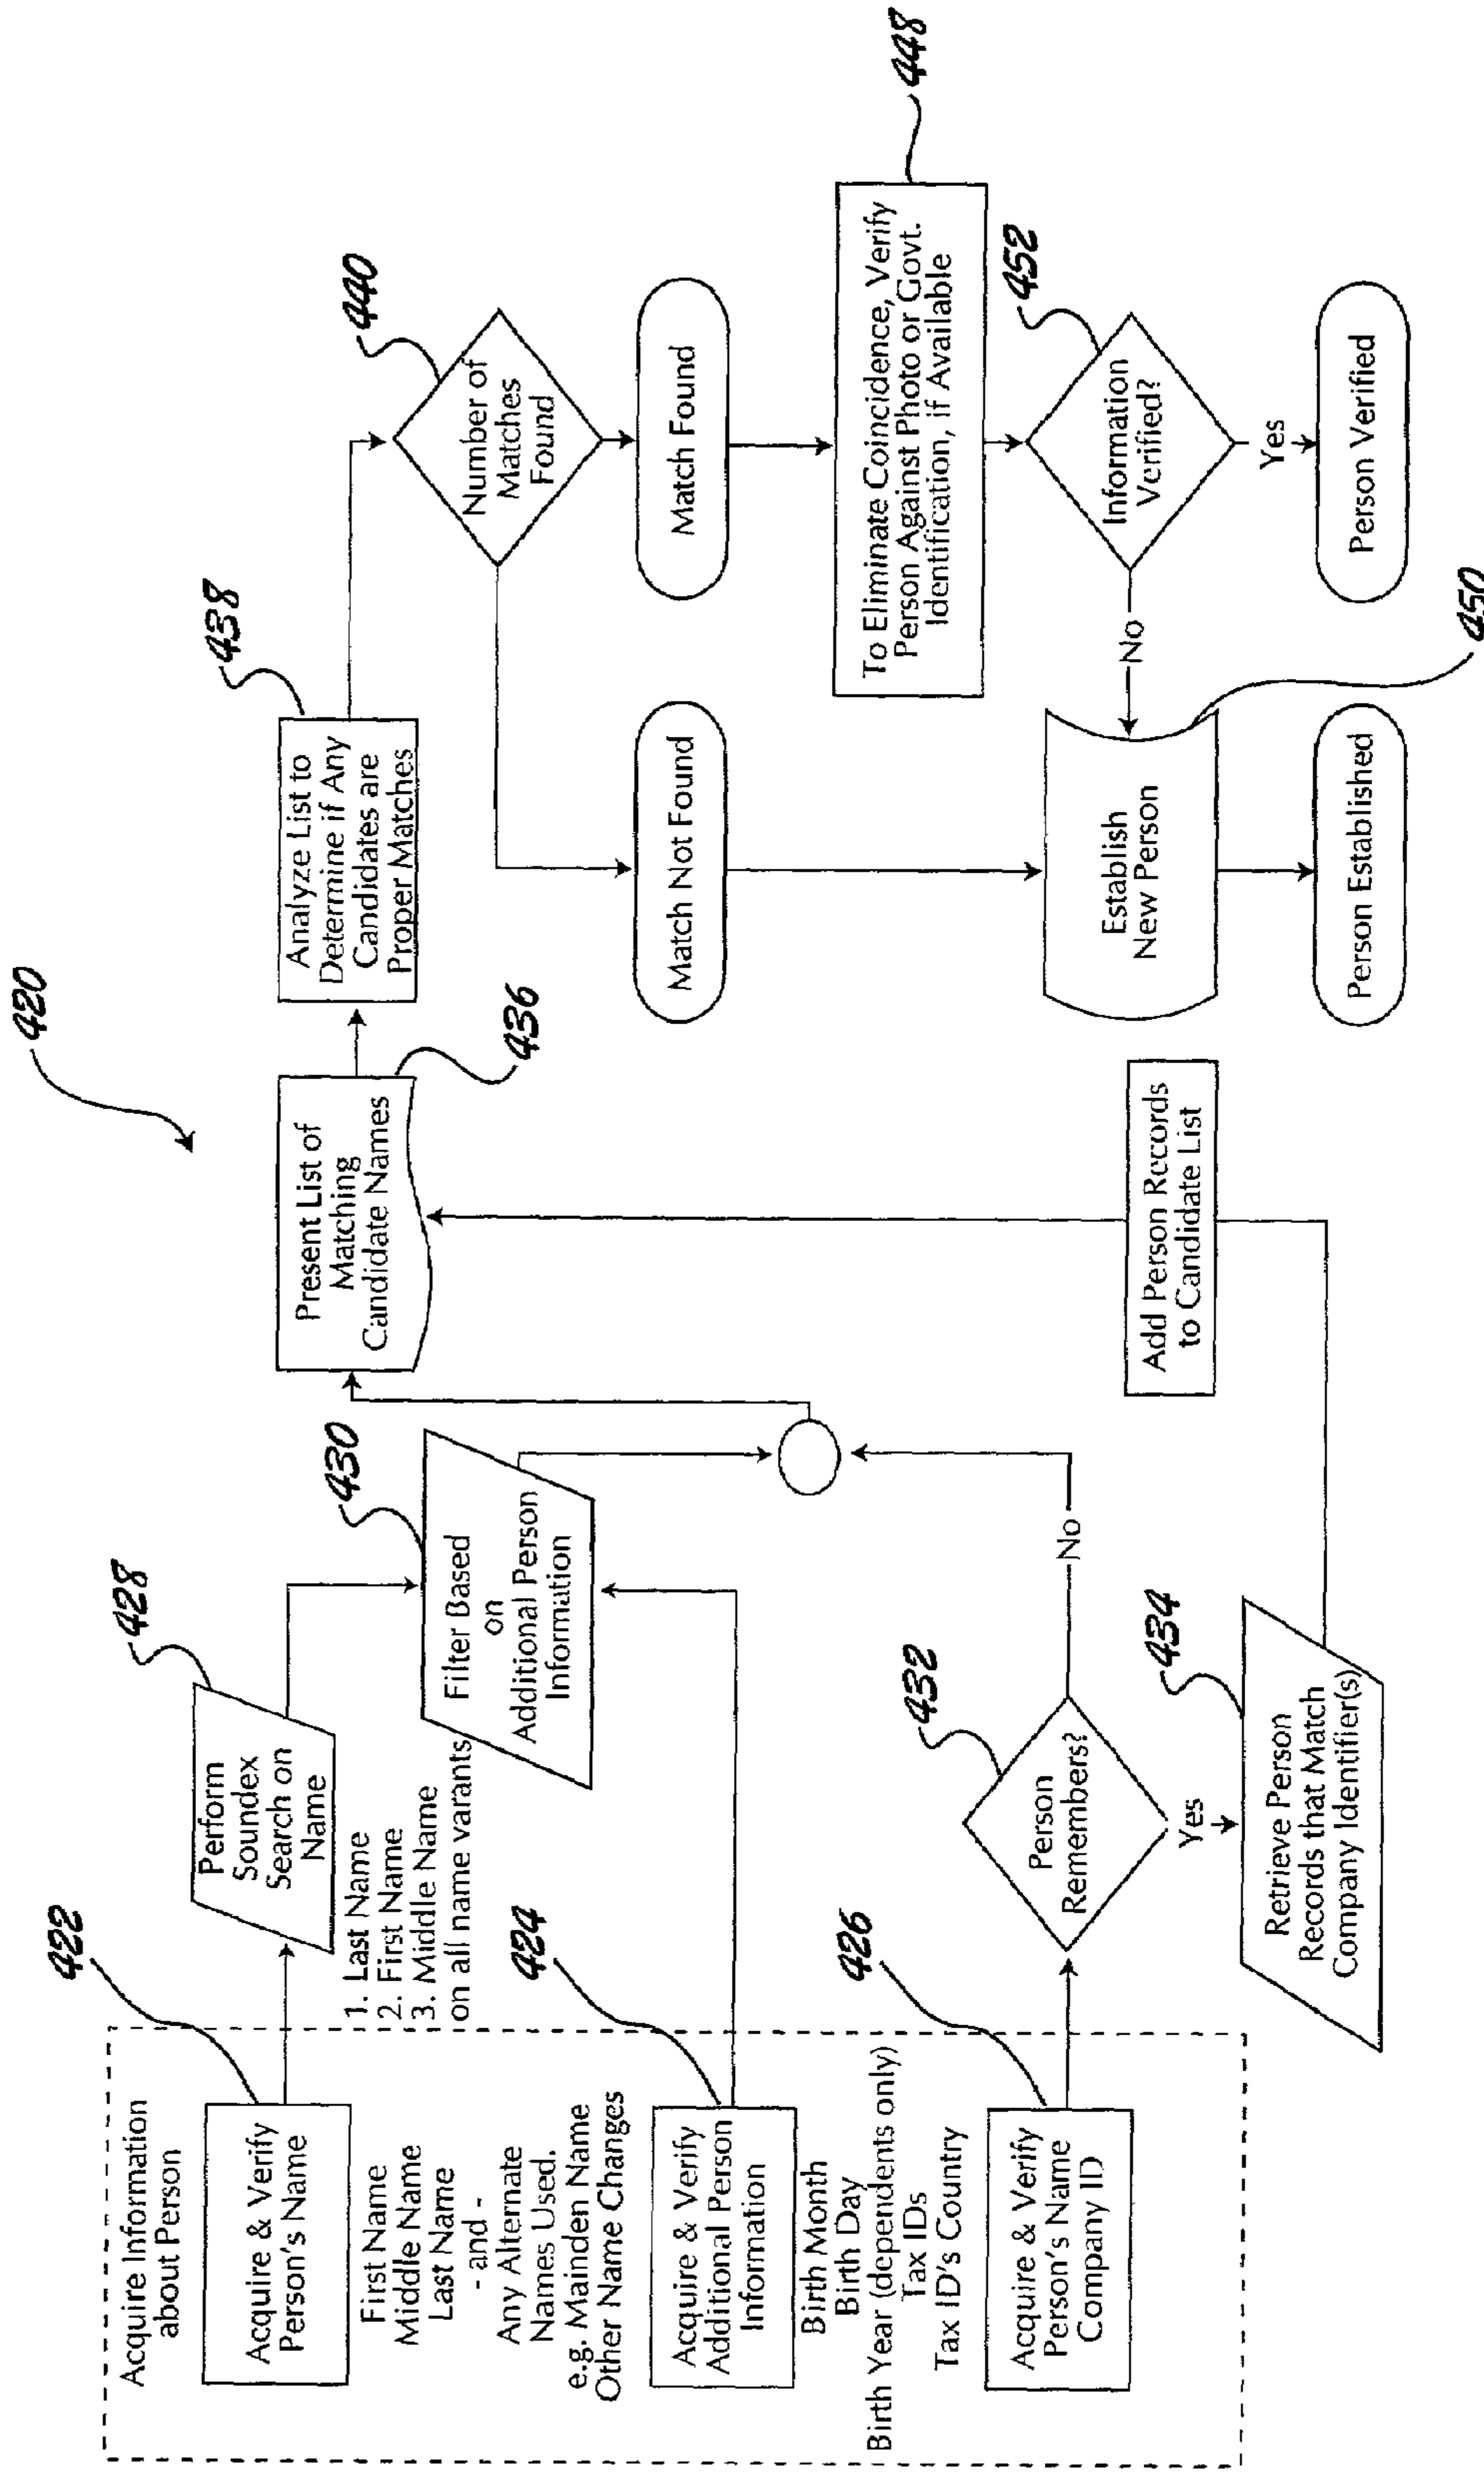 420
Acquire Information
about Person
422
Acquire & Verify
Person's Name
First Name
Middle Name
Last Name
- and -
Any Alternate
Names Used.
e.g. Mainden Name
Other Name Changes
424
Acquire & Verify
Additional Person
Information
Birth Month
Birth Day
Birth Year (dependents only)
Tax IDs
Tax ID's Country
426
Acquire & Verify
Person's Name
Company ID
428
Perform
Soundex
Search on
Name
1. Last Name
2. First Name
3. Middle Name
on all name varants
430
Filter Based
on
Additional Person
Information
432
Person
Remembers?
No
Yes
434
Retrieve Person
Records that Match
Company Identifier(s)
Add Person Records
to Candidate List
436
Present List of
Matching
Candidate Names
438
Analyze List to
Determine if Any
Candidates are
Proper Matches
440
Number of
Matches
Found
Match Not Found
Match Found
448
To Eliminate Coincidence, Verify
Person Against Photo or Govt.
Identification, if Available
452
Information
Verified?
No
Yes
450
Establish
New Person
Person Established
Person Verified